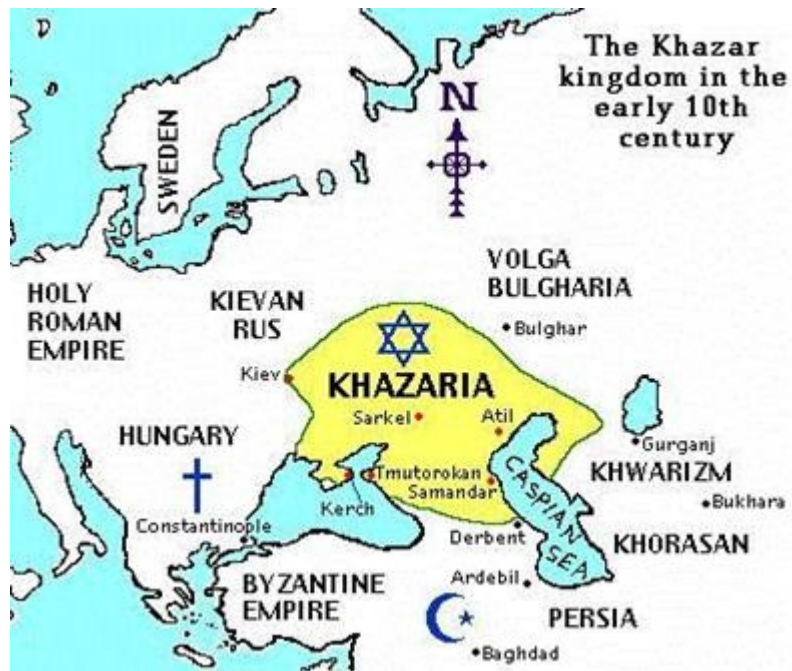 The Khazar
kingdom in the
early 10th
century
N
SWEDEN
VOLGA
BULGHARIA
HOLY
ROMAN
EMPIRE
KIEVAN
RUS
Bulghar
Kiev
KHAZARIA
Sarkel
Atil
HUNGARY
Gurganj
Tmutorokan
Samandar
KHWARIZM
Kerch
CASPIAN
SEA
Bukhara
Constantinople
Derbent
KHORASAN
BYZANTINE
EMPIRE
Ardebil
PERSIA
Baghdad